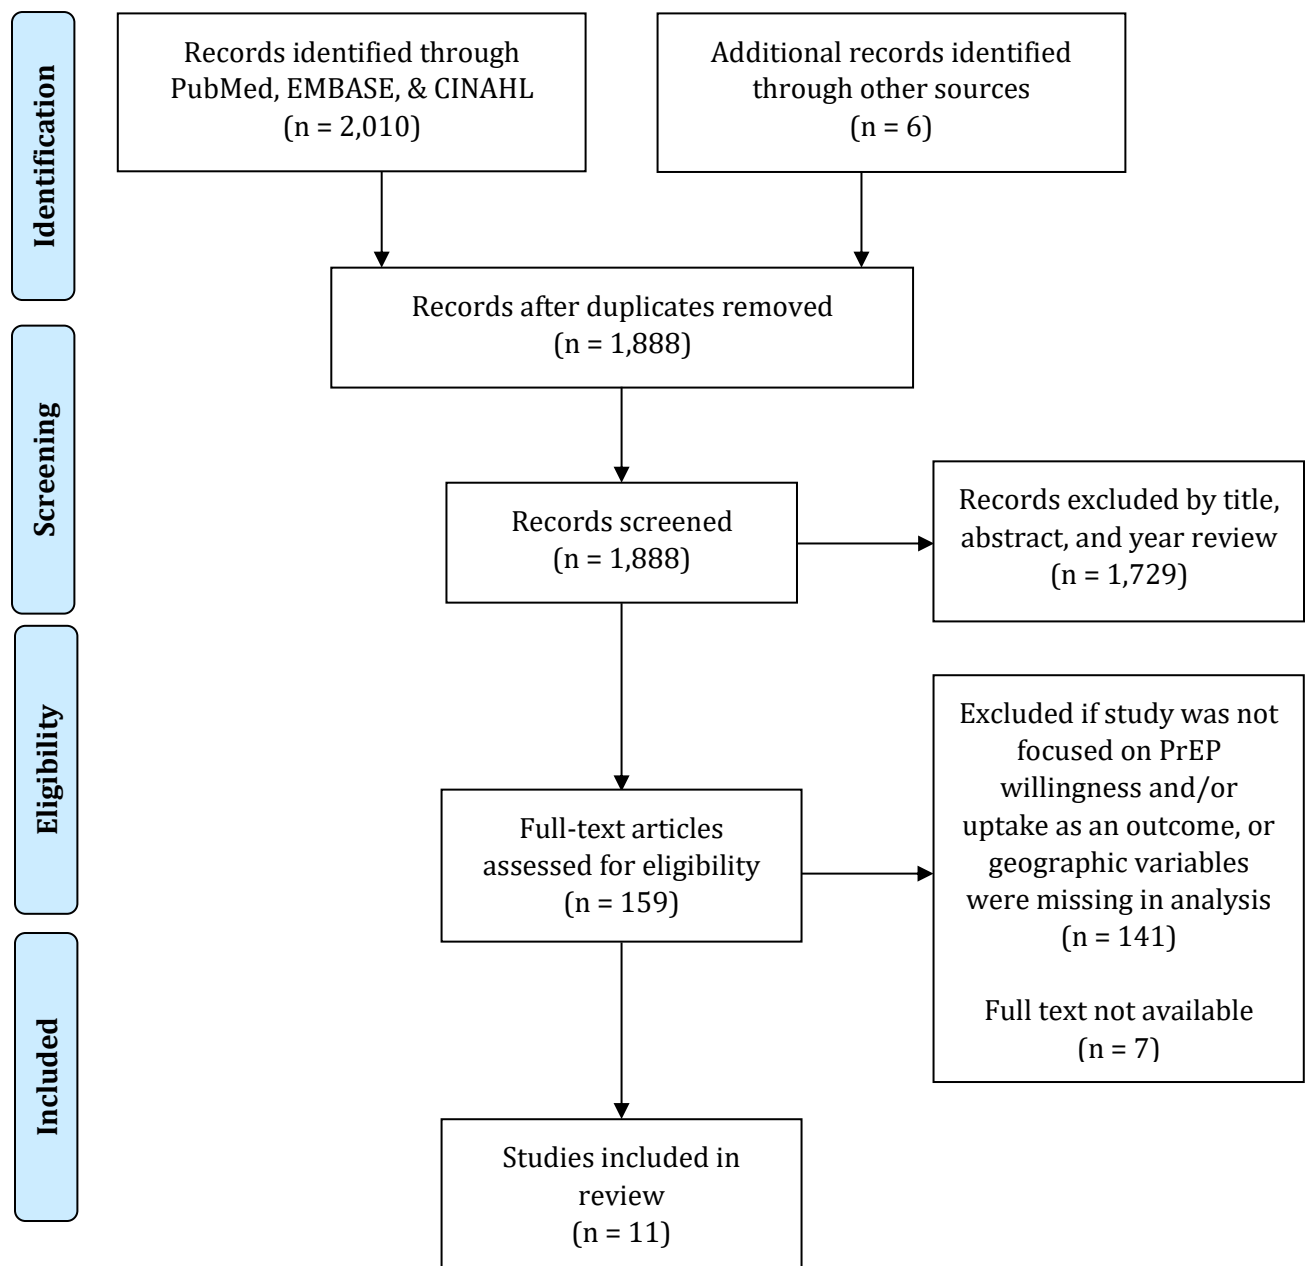 Identification
Records identified through
PubMed, EMBASE, & CINAHL
(n = 2,010)
Additional records identified
through other sources
(n = 6)
Records after duplicates removed
(n = 1,888)
Screening
Records screened
(n = 1,888)
Records excluded by title,
abstract, and year review
(n = 1,729)
Eligibility
Full-text articles
assessed for eligibility
(n = 159)
Excluded if study was not
focused on PrEP
willingness and/or
uptake as an outcome, or
geographic variables
were missing in analysis
(n = 141)
Full text not available
(n = 7)
Included
Studies included in
review
(n = 11)